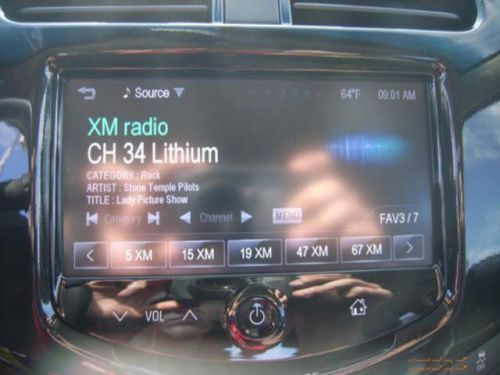 Source
64°F
09:01 AM
XM radio
CH 34 Lithium
CATEGORY : Rock
ARTIST : Stone Temple Pilots
TITLE : Lady Picture Show
Category
Channel
MENU
FAV3 / 7
5 XM
15 XM
19 XM
47 XM
67 XM
VOL